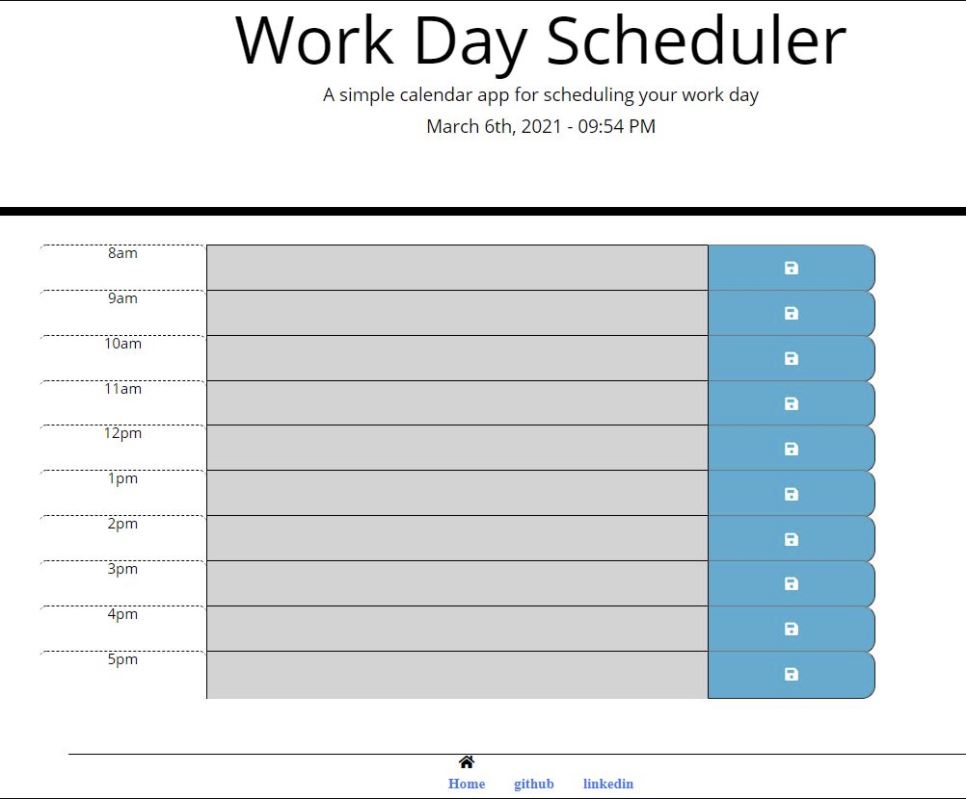 Work Day Scheduler
A simple calendar app for scheduling your work day
March 6th, 2021 - 09:54 PM
8am
9am
10am
11am
12pm
1pm
2pm
3pm
4pm
5pm
Home github linkedin